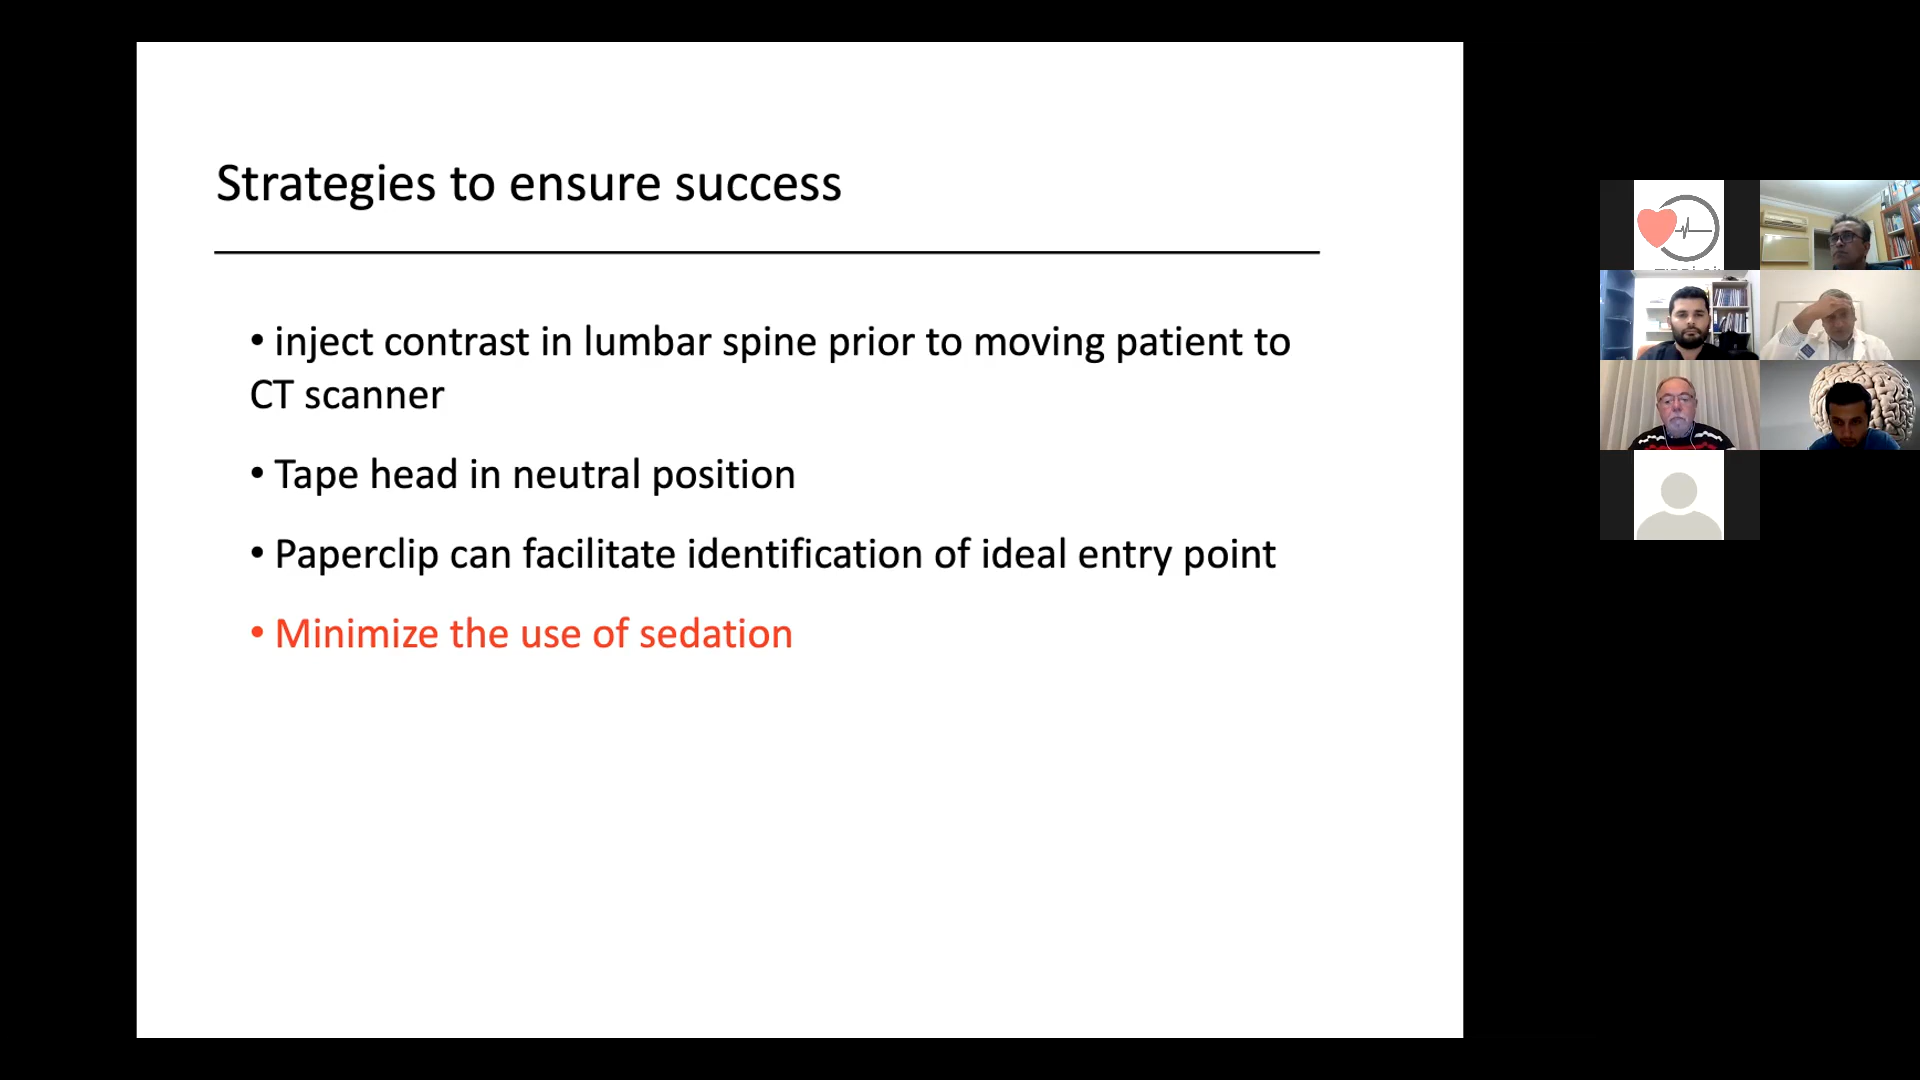 Strategies to ensure success
• inject contrast in lumbar spine prior to moving patient to
CT scanner
• Tape head in neutral position
• Paperclip can facilitate identification of ideal entry point
• Minimize the use of sedation